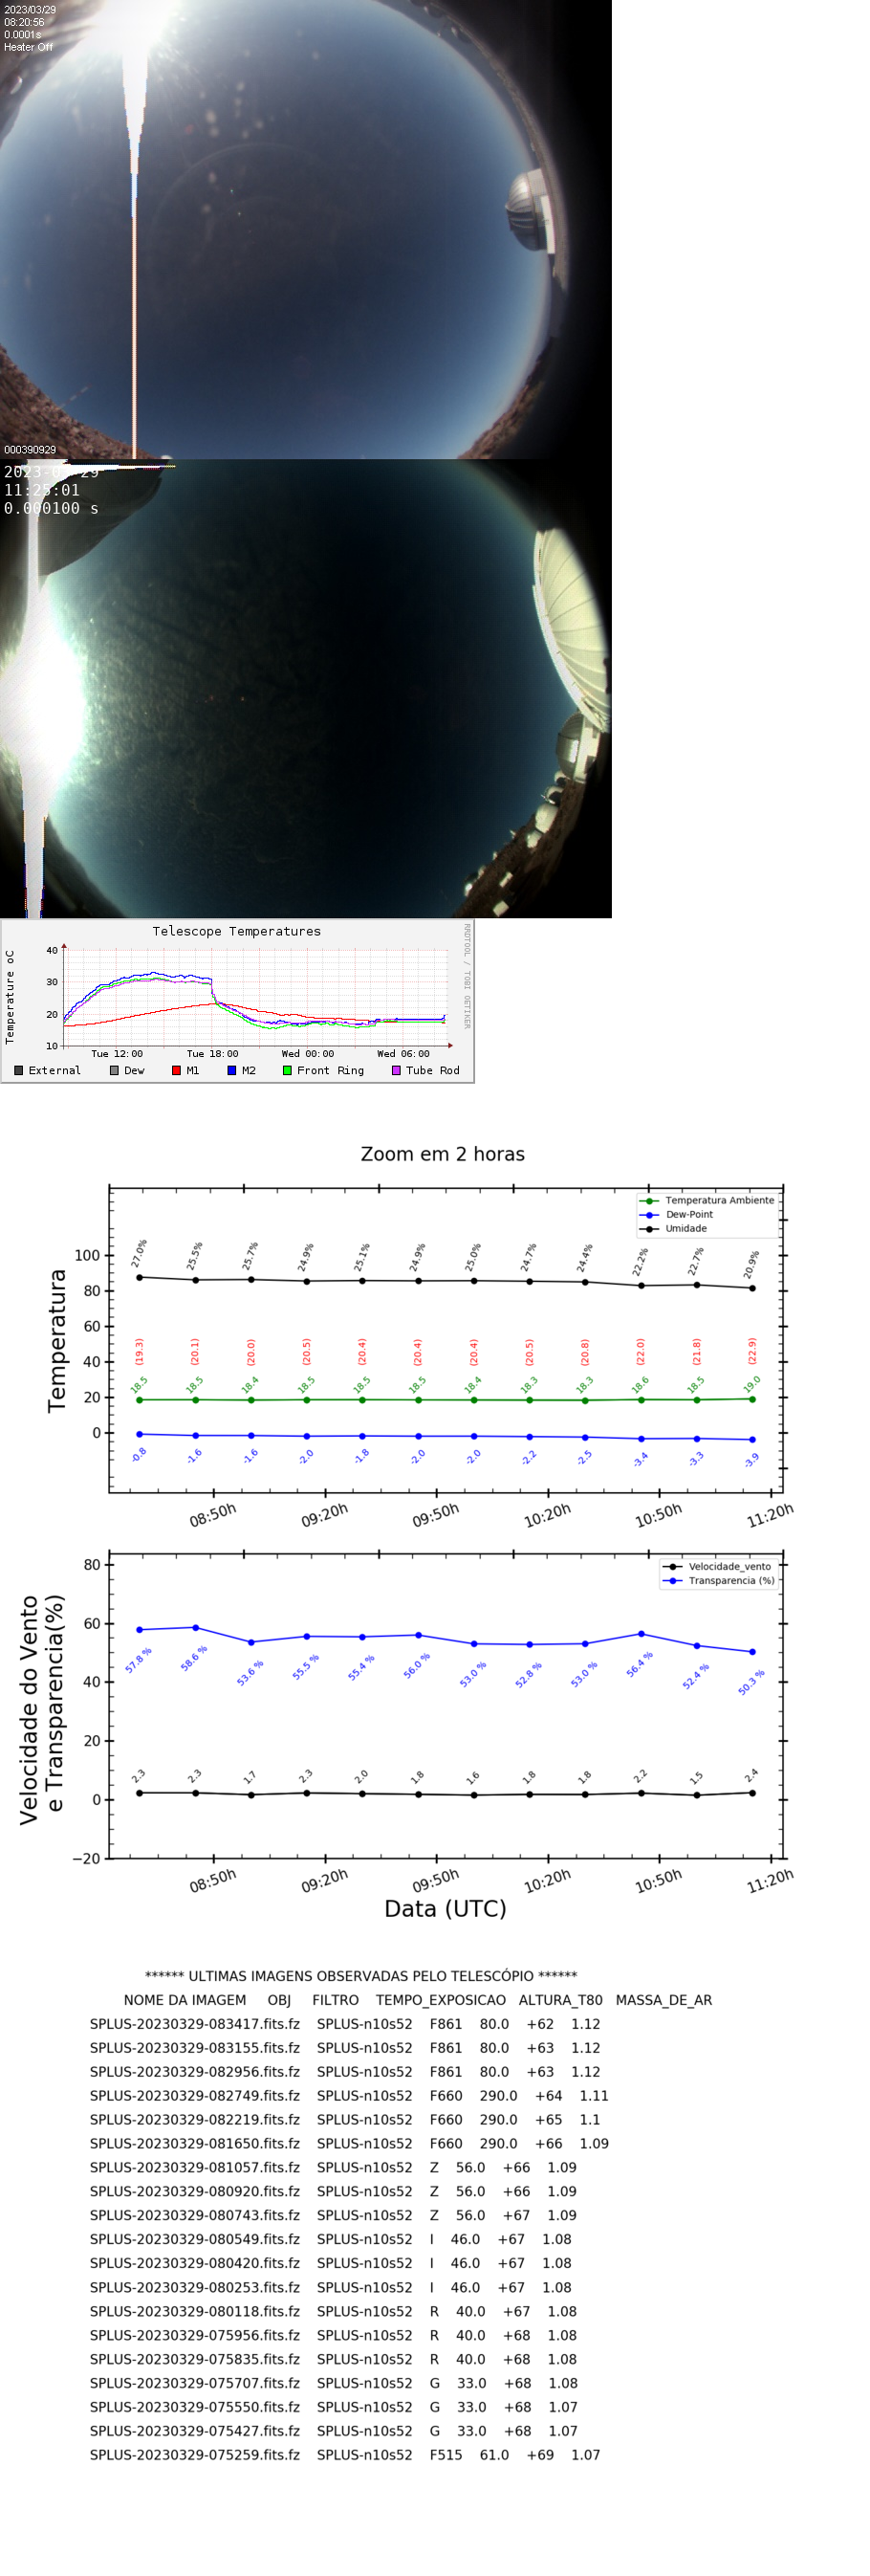 2023/03/29
08:20:56
0.0001s
Heater Off
000390929
2023-03-29
11:25:01
0.000100 s
Telescope Temperatures
RRDTOOL / TOBI OETIKER
Temperature oC
40
30
20
10
Tue 12:00 Tue 18:00 Wed 00:00 Wed 06:00
External Dew M1 M2 Front Ring Tube Rod
Zoom em 2 horas
Temperatura Ambiente
Dew-Point
Umidade
Temperatura
100
80
60
40
20
0
27.0% 25.5% 25.7% 24.9% 25.1% 24.9% 25.0% 24.7% 24.4% 22.2% 22.7% 20.9%
(19.3) (20.1) (20.0) (20.5) (20.4) (20.4) (20.4) (20.5) (20.8) (22.0) (21.8) (22.9)
18.5 18.5 18.4 18.5 18.5 18.5 18.4 18.3 18.3 18.6 18.5 19.0
-0.8 -1.6 -1.6 -2.0 -1.8 -2.0 -2.0 -2.2 -2.5 -3.4 -3.3 -3.9
08:50h 09:20h 09:50h 10:20h 10:50h 11:20h
Velocidade_vento
Transparencia (%)
Velocidade do Vento
e Transparencia(%)
80
60
40
20
0
−20
57.8 % 58.6 % 53.6 % 55.5 % 55.4 % 56.0 % 53.0 % 52.8 % 53.0 % 56.4 % 52.4 % 50.3 %
2.3 2.3 1.7 2.3 2.0 1.8 1.6 1.8 1.8 2.2 1.5 2.4
08:50h 09:20h 09:50h 10:20h 10:50h 11:20h
Data (UTC)
****** ULTIMAS IMAGENS OBSERVADAS PELO TELESCÓPIO ******
NOME DA IMAGEM OBJ FILTRO TEMPO_EXPOSICAO ALTURA_T80 MASSA_DE_AR
SPLUS-20230329-083417.fits.fz SPLUS-n10s52 F861 80.0 +62 1.12
SPLUS-20230329-083155.fits.fz SPLUS-n10s52 F861 80.0 +63 1.12
SPLUS-20230329-082956.fits.fz SPLUS-n10s52 F861 80.0 +63 1.12
SPLUS-20230329-082749.fits.fz SPLUS-n10s52 F660 290.0 +64 1.11
SPLUS-20230329-082219.fits.fz SPLUS-n10s52 F660 290.0 +65 1.1
SPLUS-20230329-081650.fits.fz SPLUS-n10s52 F660 290.0 +66 1.09
SPLUS-20230329-081057.fits.fz SPLUS-n10s52 Z 56.0 +66 1.09
SPLUS-20230329-080920.fits.fz SPLUS-n10s52 Z 56.0 +66 1.09
SPLUS-20230329-080743.fits.fz SPLUS-n10s52 Z 56.0 +67 1.09
SPLUS-20230329-080549.fits.fz SPLUS-n10s52 I 46.0 +67 1.08
SPLUS-20230329-080420.fits.fz SPLUS-n10s52 I 46.0 +67 1.08
SPLUS-20230329-080253.fits.fz SPLUS-n10s52 I 46.0 +67 1.08
SPLUS-20230329-080118.fits.fz SPLUS-n10s52 R 40.0 +67 1.08
SPLUS-20230329-075956.fits.fz SPLUS-n10s52 R 40.0 +68 1.08
SPLUS-20230329-075835.fits.fz SPLUS-n10s52 R 40.0 +68 1.08
SPLUS-20230329-075707.fits.fz SPLUS-n10s52 G 33.0 +68 1.08
SPLUS-20230329-075550.fits.fz SPLUS-n10s52 G 33.0 +68 1.07
SPLUS-20230329-075427.fits.fz SPLUS-n10s52 G 33.0 +68 1.07
SPLUS-20230329-075259.fits.fz SPLUS-n10s52 F515 61.0 +69 1.07